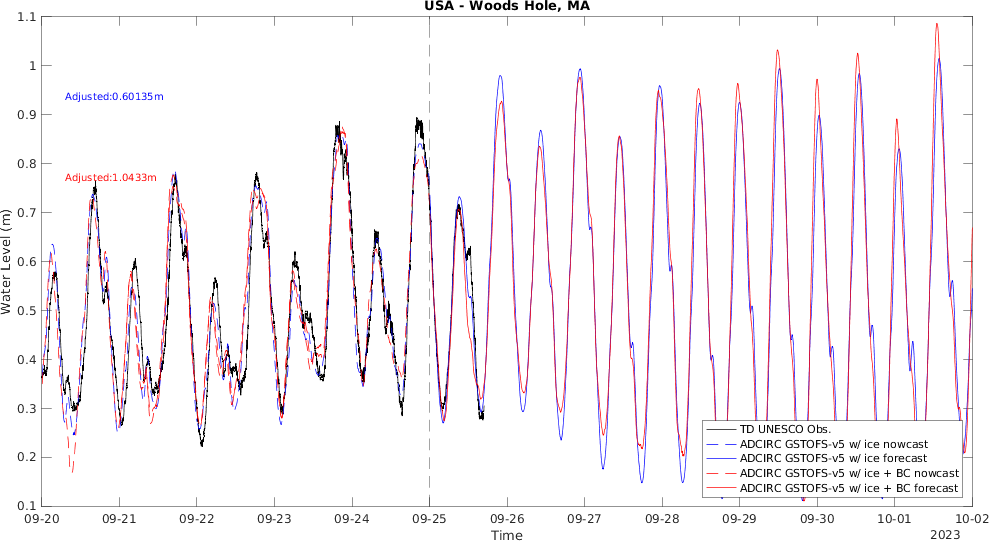 USA - Woods Hole, MA
1.1
1
0.9
0.8
0.7
0.6
0.5
0.4
0.3
0.2
0.1
Water Level (m)
Adjusted:0.60135m
Adjusted:1.0433m
TD UNESCO Obs.
ADCIRC GSTOFS-v5 w/ ice nowcast
ADCIRC GSTOFS-v5 w/ ice forecast
ADCIRC GSTOFS-v5 w/ ice + BC nowcast
ADCIRC GSTOFS-v5 w/ ice + BC forecast
09-20 09-21 09-22 09-23 09-24 09-25 09-26 09-27 09-28 09-29 09-30 10-01 10-02
Time
2023